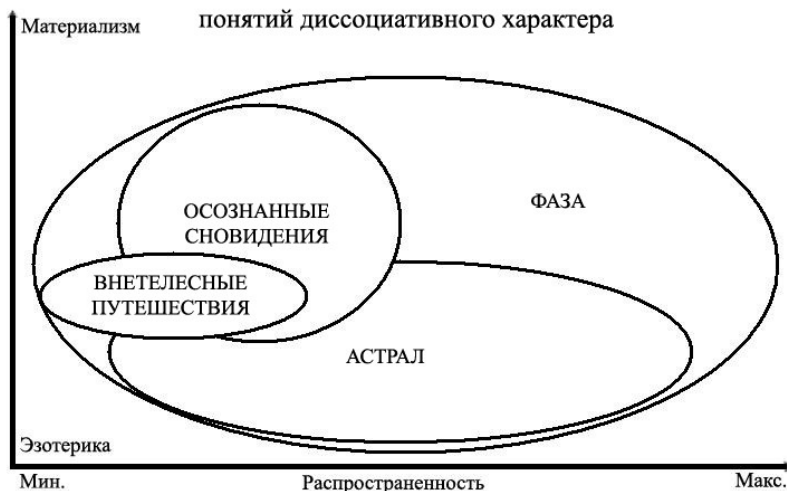 понятий диссоциативного характера
Материализм
ОСОЗНАННЫЕ
СНОВИДЕНИЯ
ФАЗА
ВНЕТЕЛЕСНЫЕ
ПУТЕШЕСТВИЯ
АСТРАЛ
Эзотерика
Мин.
Распространенность
Макс.